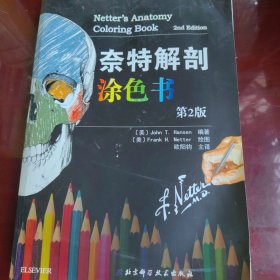 Netter's Anatomy
Coloring Book 2nd Edition
奈特解剖
涂色书
第2版
[美] John T. Hansen 编著
[美] Frank H. Netter 绘图
欧阳钧 主译
F. Netter
M.D.
ELSEVIER
北京科学技术出版社